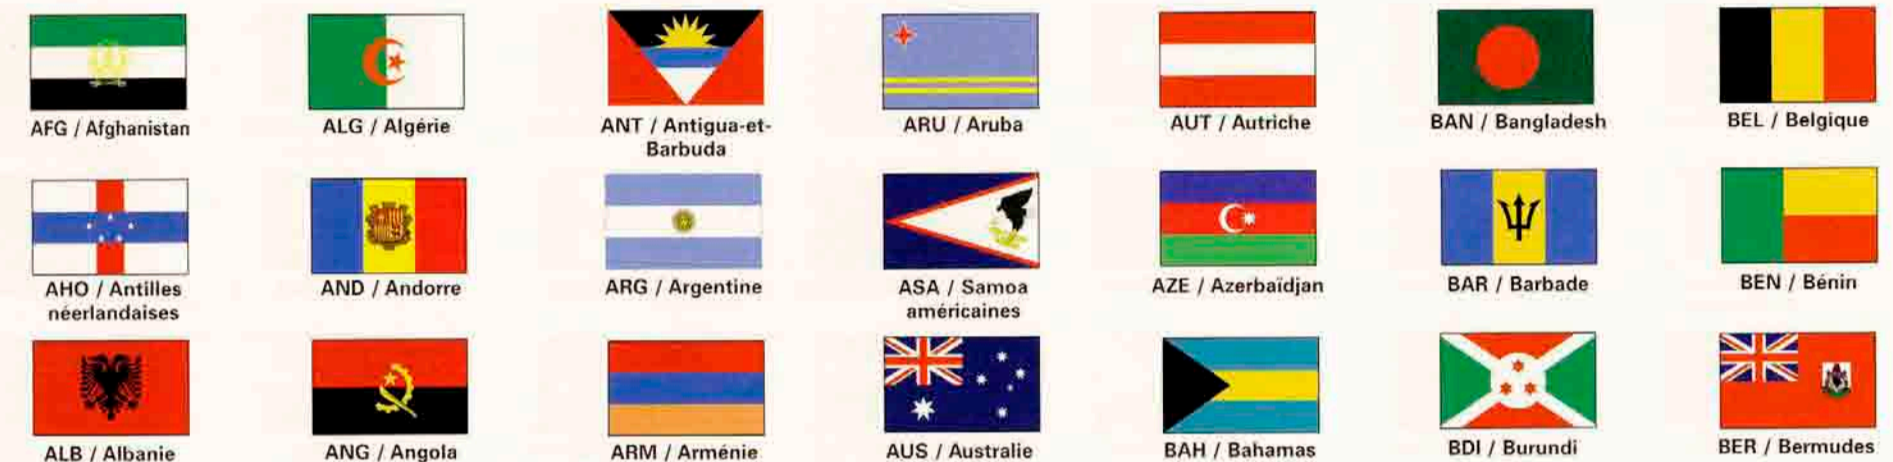 AFG / Afghanistan
ALG / Algérie
ANT / Antigua-et-
Barbuda
ARU / Aruba
AUT / Autriche
BAN / Bangladesh
BEL / Belgique
AHO / Antilles
néerlandaises
AND / Andorre
ARG / Argentine
ASA / Samoa
américaines
AZE / Azerbaïdjan
BAR / Barbade
BEN / Bénin
ALB / Albanie
ANG / Angola
ARM / Arménie
AUS / Australie
BAH / Bahamas
BDI / Burundi
BER / Bermudes